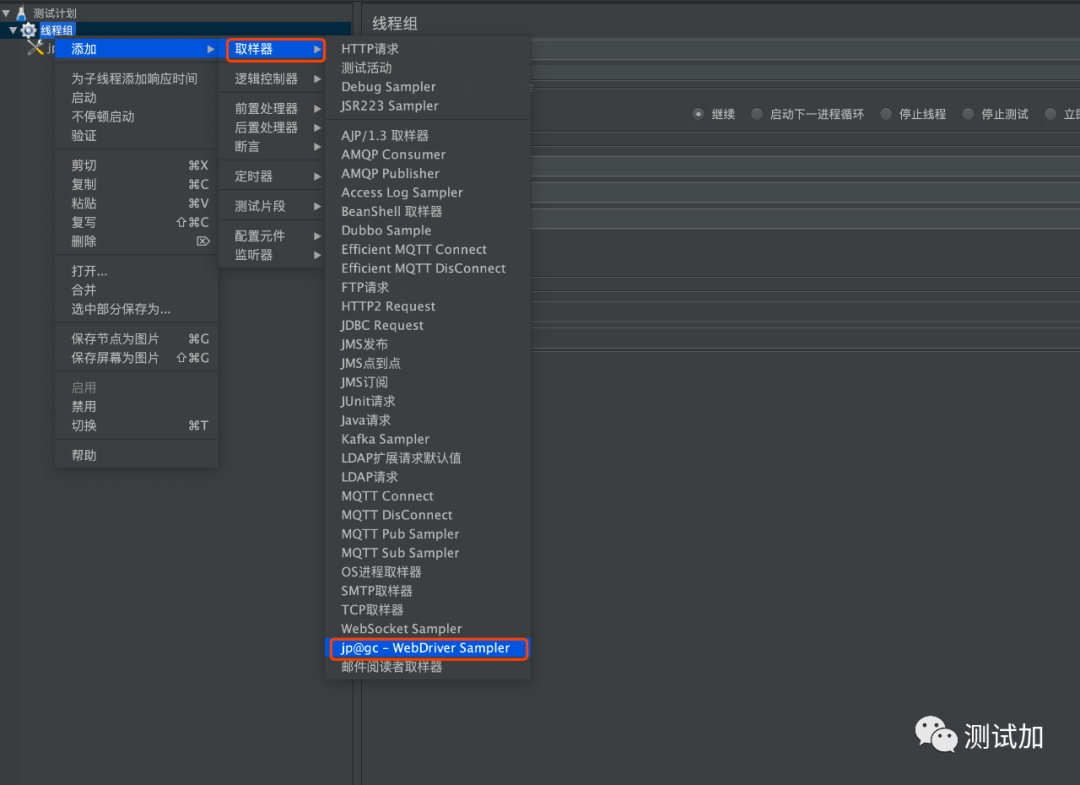 测试计划
线程组
jp
线程组
添加
为子线程添加响应时间
启动
不停顿启动
验证
剪切 ⌘X
复制 ⌘C
粘贴 ⌘V
复写 ⇧⌘C
删除 ⌦
打开...
合并
选中部分保存为...
保存节点为图片 ⌘G
保存屏幕为图片 ⇧⌘G
启用
禁用
切换 ⌘T
帮助
取样器
逻辑控制器
前置处理器
后置处理器
断言
定时器
测试片段
配置元件
监听器
HTTP请求
测试活动
Debug Sampler
JSR223 Sampler
AJP/1.3 取样器
AMQP Consumer
AMQP Publisher
Access Log Sampler
BeanShell 取样器
Dubbo Sample
Efficient MQTT Connect
Efficient MQTT DisConnect
FTP请求
HTTP2 Request
JDBC Request
JMS发布
JMS点到点
JMS订阅
JUnit请求
Java请求
Kafka Sampler
LDAP扩展请求默认值
LDAP请求
MQTT Connect
MQTT DisConnect
MQTT Pub Sampler
MQTT Sub Sampler
OS进程取样器
SMTP取样器
TCP取样器
WebSocket Sampler
jp@gc - WebDriver Sampler
邮件阅读者取样器
继续 启动下一进程循环 停止线程 停止测试 立即
测试加